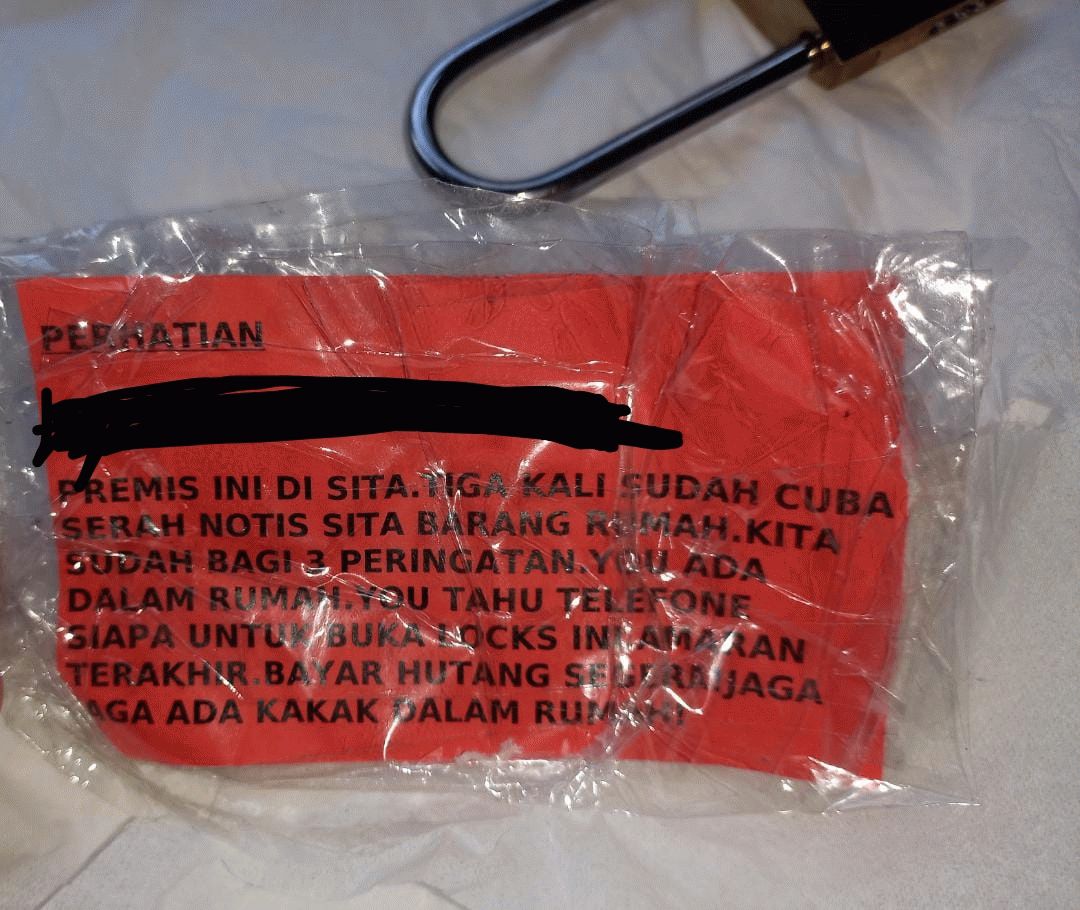 PERHATIAN
PREMIS INI DI SITA.TIGA KALI SUDAH CUBA
SERAH NOTIS SITA BARANG RUMAH.KITA
SUDAH BAGI 3 PERINGATAN.YOU ADA
DALAM RUMAH.YOU TAHU TELEFONE
SIAPA UNTUK BUKA LOCKS INI.AMARAN
TERAKHIR.BAYAR HUTANG SEGERA!JAGA
JAGA ADA KAKAK DALAM RUMAH!